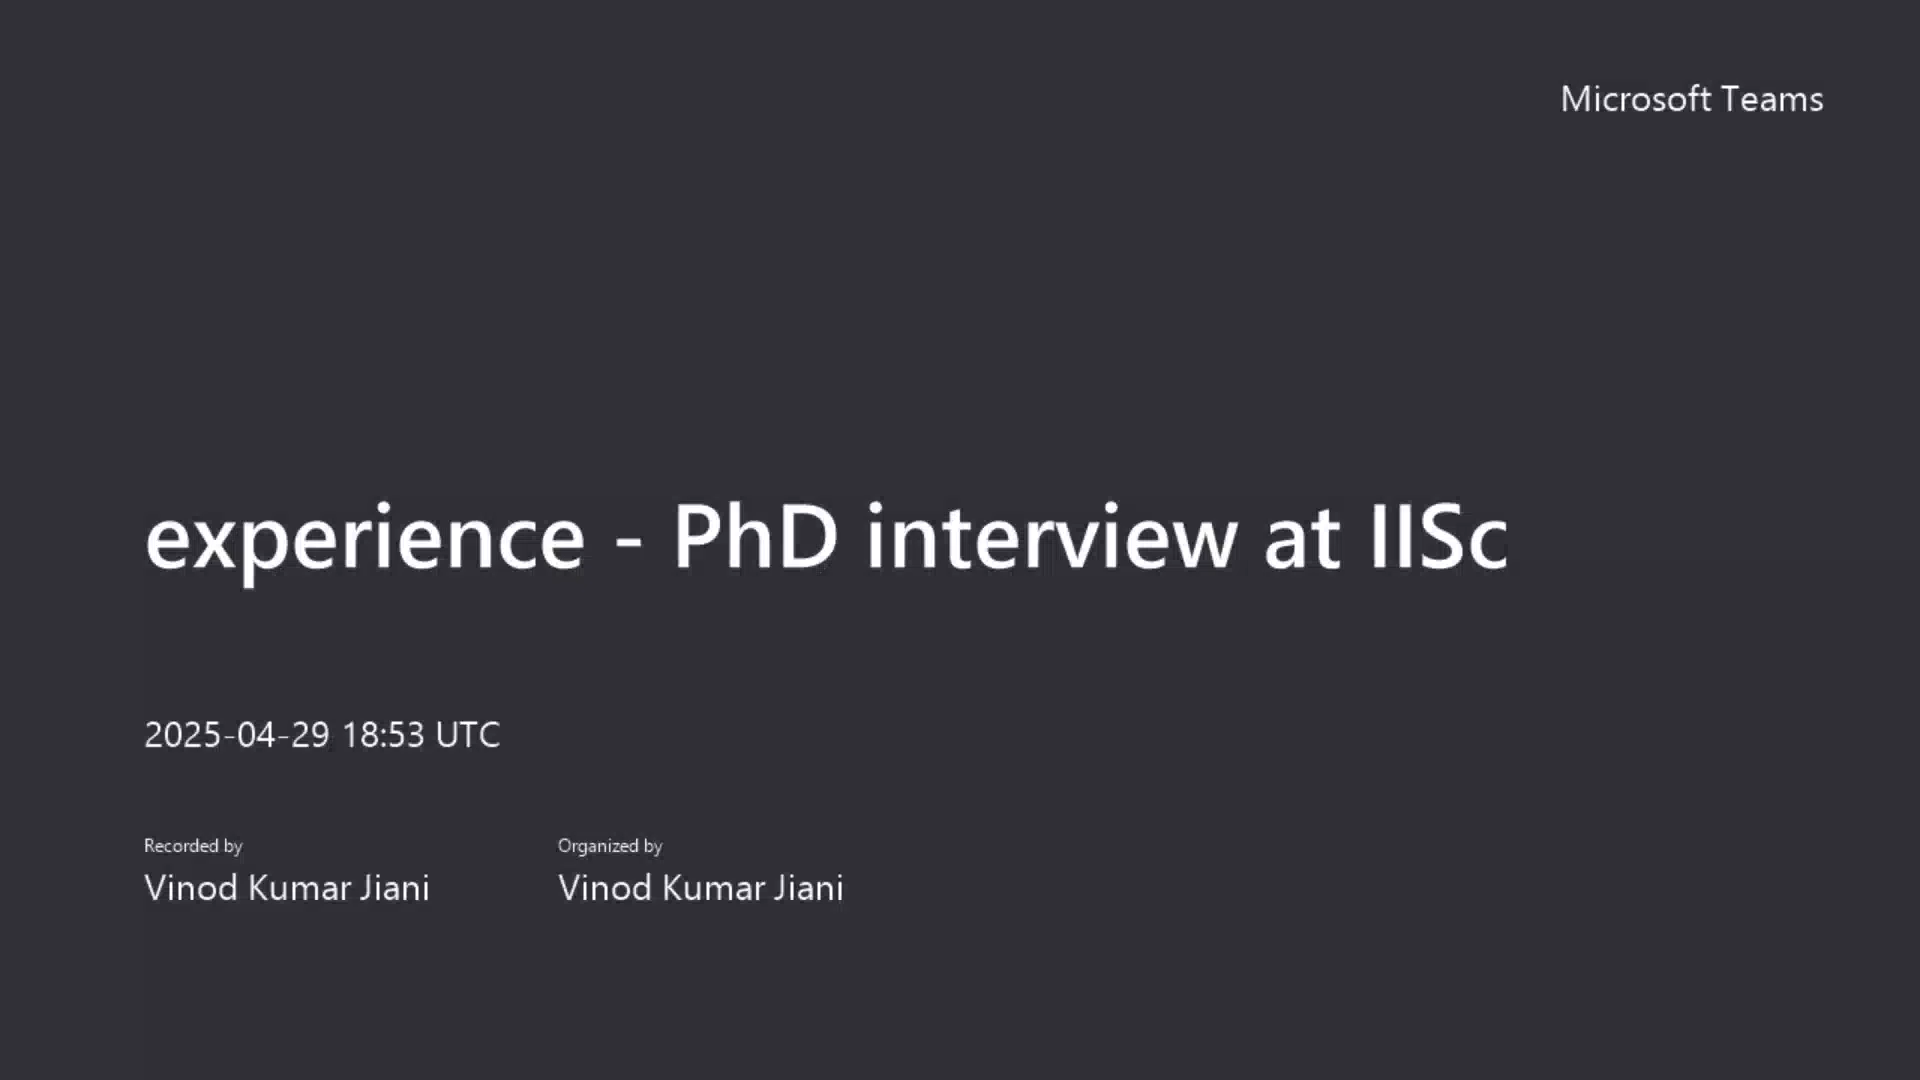 Microsoft Teams
experience - PhD interview at IISc
2025-04-29 18:53 UTC
Recorded by
Vinod Kumar Jiani
Organized by
Vinod Kumar Jiani